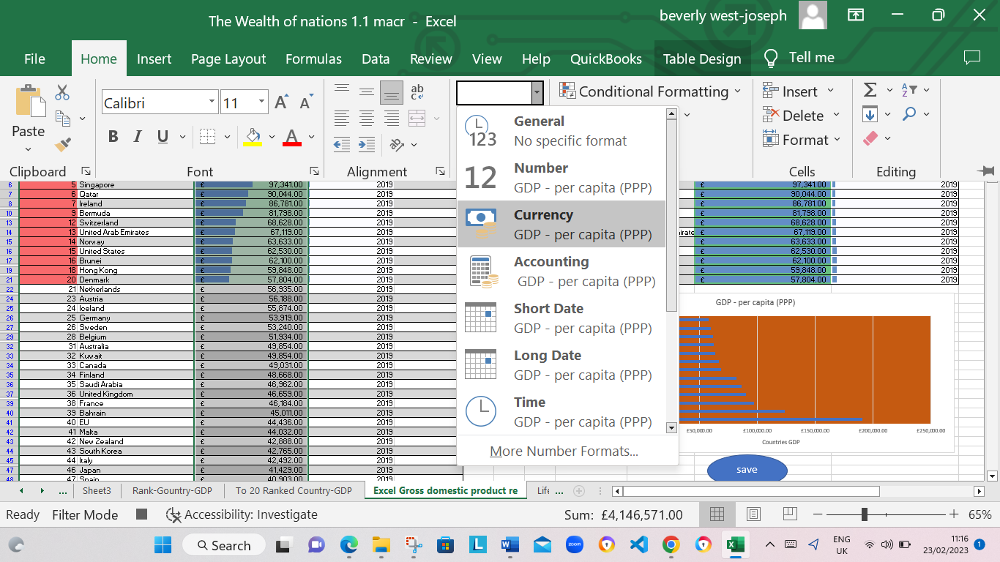 The Wealth of nations 1.1 macr - Excel
beverly west-joseph
File Home Insert Page Layout Formulas Data Review View Help QuickBooks Table Design Tell me
Paste
Calibri 11
B I U A
ab
General
No specific format
123
Number
GDP - per capita (PPP)
12
Currency
GDP - per capita (PPP)
Accounting
GDP - per capita (PPP)
Short Date
GDP - per capita (PPP)
Long Date
GDP - per capita (PPP)
Time
GDP - per capita (PPP)
More Number Formats...
Conditional Formatting
Insert
Delete
Format
Clipboard Font Alignment Cells Editing
6 5 Singapore £ 97,341.00 2019 £ 97,341.00 2019
7 6 Qatar £ 90,044.00 2019 £ 90,044.00 2019
8 7 Ireland £ 86,781.00 2019 £ 86,781.00 2019
10 9 Bermuda £ 81,798.00 2019 £ 81,798.00 2019
13 12 Switzerland £ 68,628.00 2019 £ 68,628.00 2019
14 13 United Arab Emirates £ 67,119.00 2019 £ 67,119.00 2019
15 14 Norway £ 63,633.00 2019 £ 63,633.00 2019
16 15 United States £ 62,530.00 2019 £ 62,530.00 2019
17 16 Brunei £ 62,100.00 2019 £ 62,100.00 2019
19 18 Hong Kong £ 59,848.00 2019 £ 59,848.00 2019
21 20 Denmark £ 57,804.00 2019 £ 57,804.00 2019
22 21 Netherlands £ 56,935.00 2019
24 23 Austria £ 56,188.00 2019
25 24 Iceland £ 55,874.00 2019
26 25 Germany £ 53,919.00 2019
27 26 Sweden £ 53,240.00 2019
29 28 Belgium £ 51,934.00 2019
32 31 Australia £ 49,854.00 2019
33 32 Kuwait £ 49,854.00 2019
34 33 Canada £ 49,031.00 2019
35 34 Finland £ 48,668.00 2019
36 35 Saudi Arabia £ 46,962.00 2019
37 36 United Kingdom £ 46,659.00 2019
39 38 France £ 46,184.00 2019
40 39 Bahrain £ 45,011.00 2019
41 40 EU £ 44,436.00 2019
42 41 Malta £ 44,032.00 2019
43 42 New Zealand £ 42,888.00 2019
44 43 South Korea £ 42,765.00 2019
45 44 Italy £ 42,492.00 2019
47 46 Japan £ 41,429.00 2019
48 47 Spain £ 40,903.00 2019
GDP - per capita (PPP)
£50,000.00 £100,000.00 £150,000.00 £200,000.00 £250,000.00
Countries GDP
save
... Sheet3 Rank-Gountry-GDP To 20 Ranked Country-GDP Excel Gross domestic product re Life ...
Ready Filter Mode Accessibility: Investigate Sum: £4,146,571.00 65%
Search
zoom
ENG
UK
11:16
23/02/2023
1